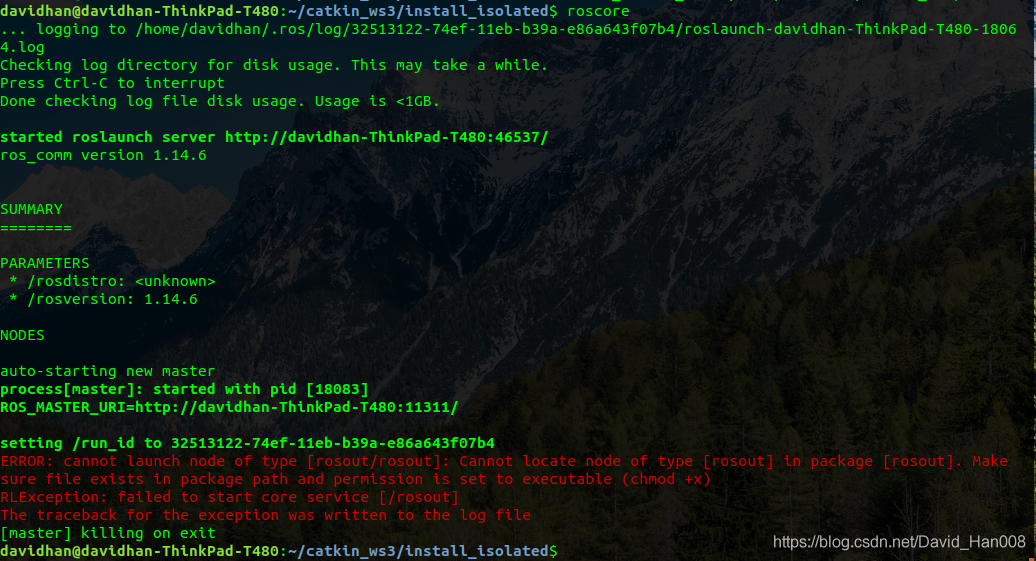 davidhan@davidhan-ThinkPad-T480:~/catkin_ws3/install_isolated$ roscore
... logging to /home/davidhan/.ros/log/32513122-74ef-11eb-b39a-e86a643f07b4/roslaunch-davidhan-ThinkPad-T480-1806
4.log
Checking log directory for disk usage. This may take a while.
Press Ctrl-C to interrupt
Done checking log file disk usage. Usage is <1GB.
started roslaunch server http://davidhan-ThinkPad-T480:46537/
ros_comm version 1.14.6
SUMMARY
========
PARAMETERS
 * /rosdistro: <unknown>
 * /rosversion: 1.14.6
NODES
auto-starting new master
process[master]: started with pid [18083]
ROS_MASTER_URI=http://davidhan-ThinkPad-T480:11311/
setting /run_id to 32513122-74ef-11eb-b39a-e86a643f07b4
ERROR: cannot launch node of type [rosout/rosout]: Cannot locate node of type [rosout] in package [rosout]. Make
sure file exists in package path and permission is set to executable (chmod +x)
RLException: failed to start core service [/rosout]
The traceback for the exception was written to the log file
[master] killing on exit
davidhan@davidhan-ThinkPad-T480:~/catkin_ws3/install_isolated$
https://blog.csdn.net/David_Han008